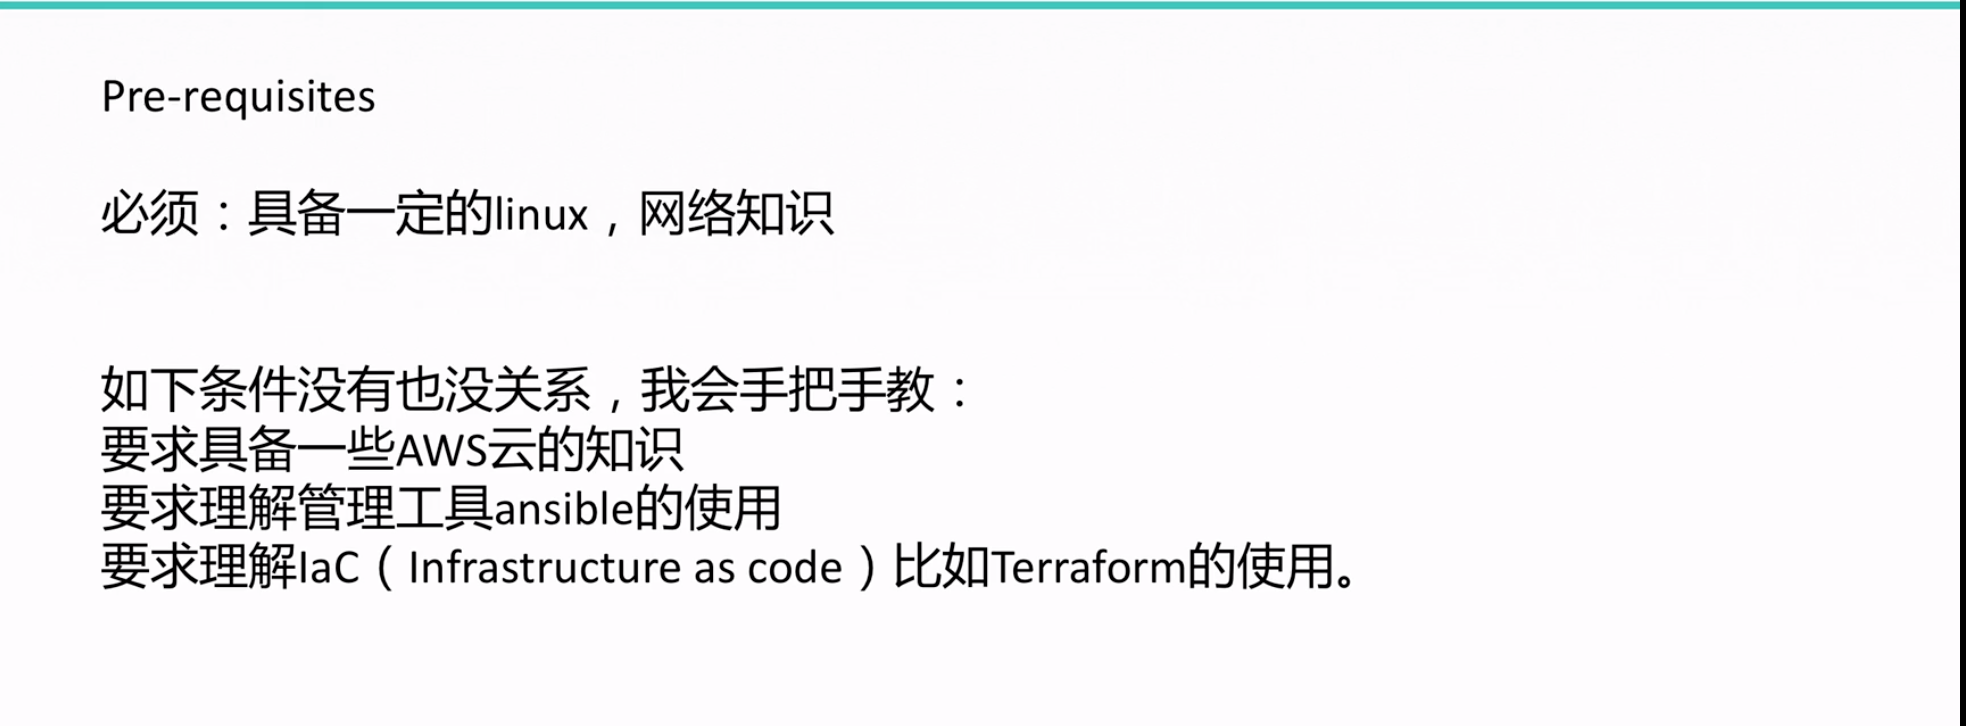 Pre-requisites
必须：具备一定的linux，网络知识
如下条件没有也没关系，我会手把手教：
要求具备一些AWS云的知识
要求理解管理工具ansible的使用
要求理解IaC（Infrastructure as code）比如Terraform的使用。